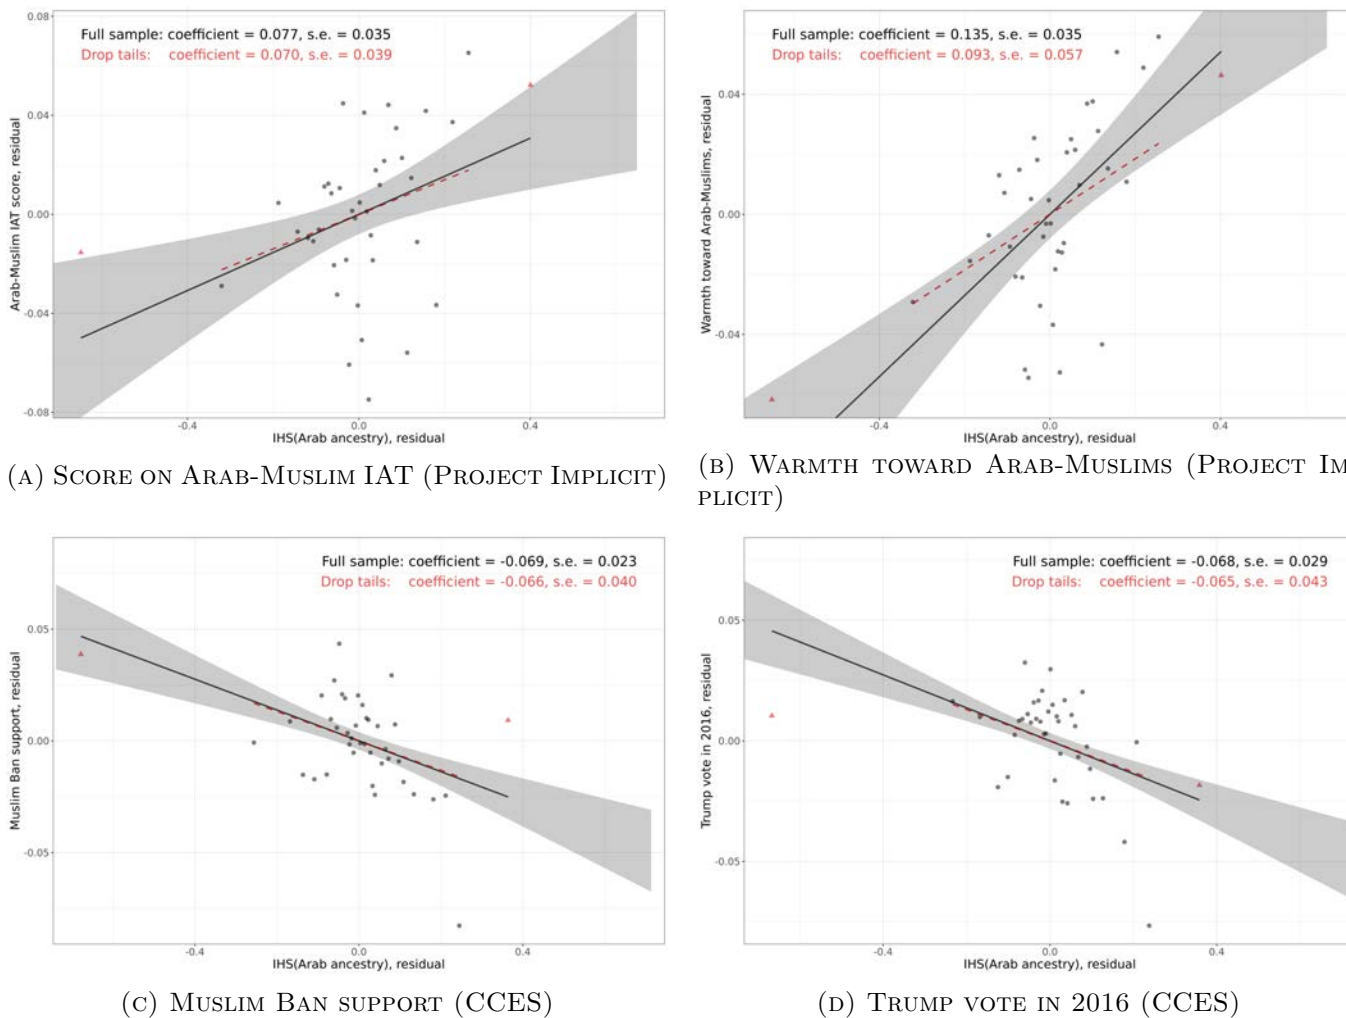 Full sample: coefficient = 0.077, s.e. = 0.035
Drop tails: coefficient = 0.070, s.e. = 0.039
Arab-Muslim IAT score, residual
0.08
0.04
0.00
-0.04
-0.08
-0.4
0.0
0.4
IHS(Arab ancestry), residual
(A) SCORE ON ARAB-MUSLIM IAT (PROJECT IMPLICIT)
Full sample: coefficient = 0.135, s.e. = 0.035
Drop tails: coefficient = 0.093, s.e. = 0.057
Warmth toward Arab-Muslims, residual
0.04
0.00
-0.04
-0.4
0.0
0.4
IHS(Arab ancestry), residual
(B) WARMTH TOWARD ARAB-MUSLIMS (PROJECT IM
PLICIT)
Full sample: coefficient = -0.069, s.e. = 0.023
Drop tails: coefficient = -0.066, s.e. = 0.040
Muslim Ban support, residual
0.05
0.00
-0.05
-0.4
0.0
0.4
IHS(Arab ancestry), residual
(C) MUSLIM BAN SUPPORT (CCES)
Full sample: coefficient = -0.068, s.e. = 0.029
Drop tails: coefficient = -0.065, s.e. = 0.043
Trump vote in 2016, residual
0.05
0.00
-0.05
-0.4
0.0
0.4
IHS(Arab ancestry), residual
(D) TRUMP VOTE IN 2016 (CCES)